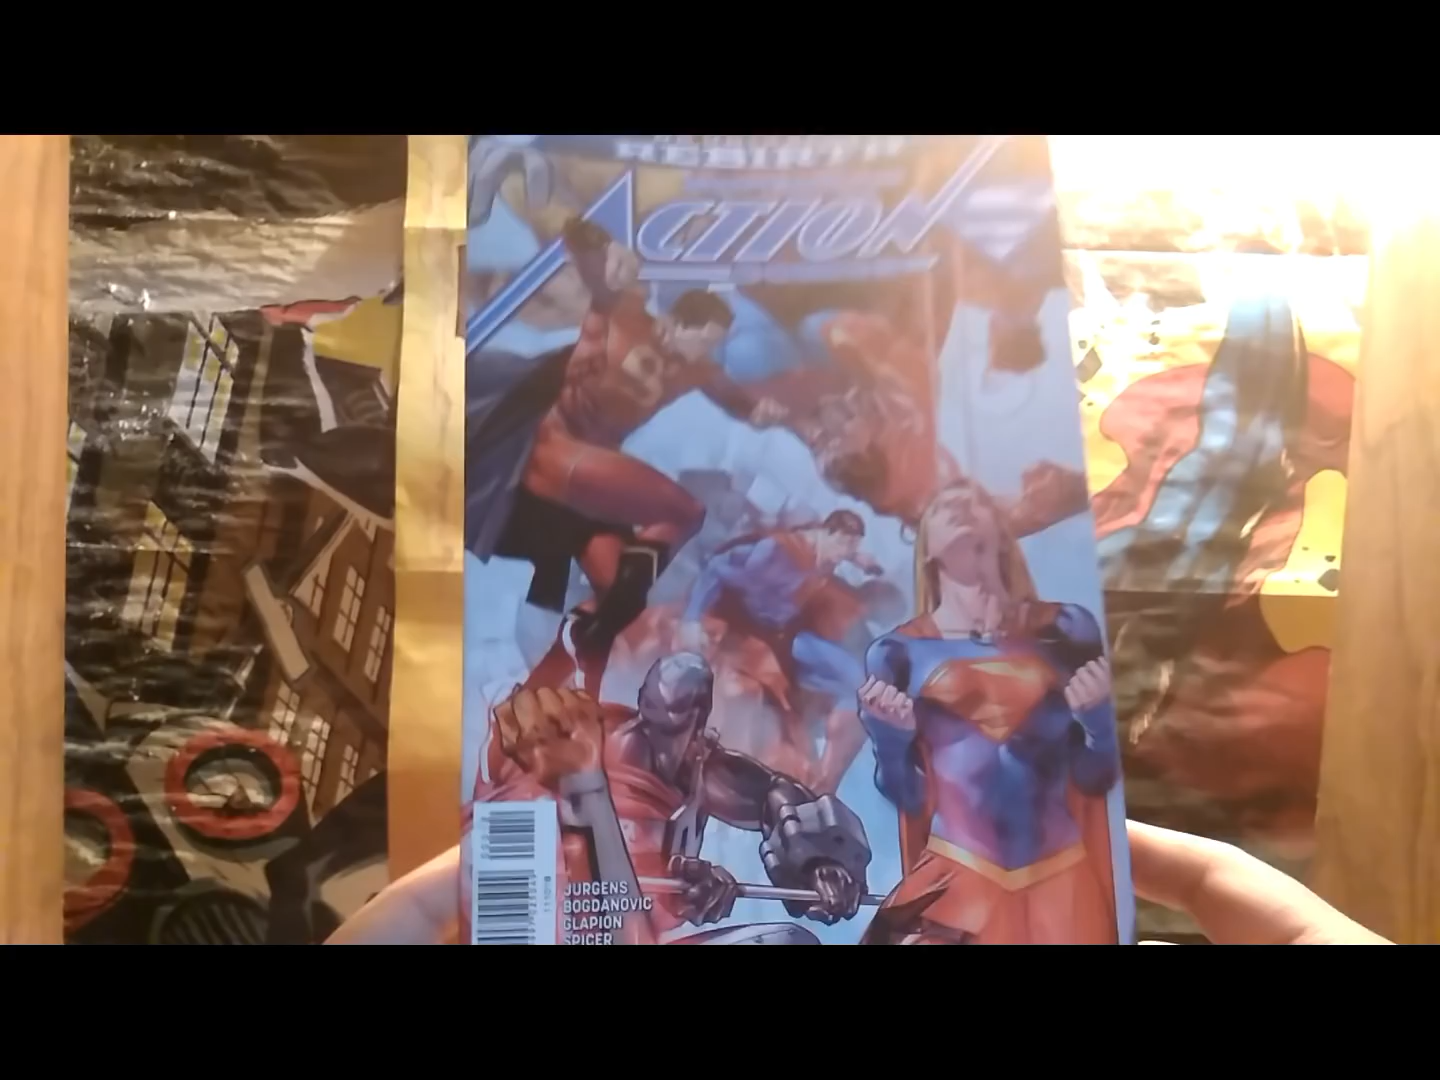 REBIRTH
ACTION
JURGENS
BOGDANOVIC
GLAPION
SPICER